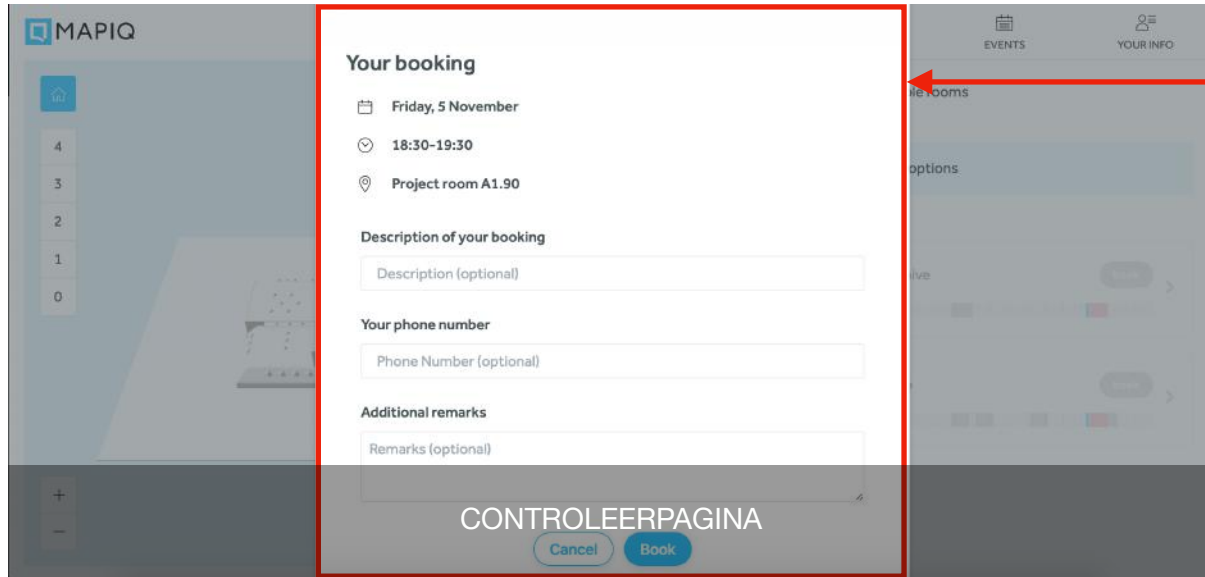 MAPIQ
EVENTS
YOUR INFO
Your booking
Friday, 5 November
18:30-19:30
Project room A1.90
Description of your booking
Description (optional)
Your phone number
Phone Number (optional)
Additional remarks
Remarks (optional)
CONTROLEERPAGINA
Cancel
Book
4
3
2
1
0
+
−
rooms
options